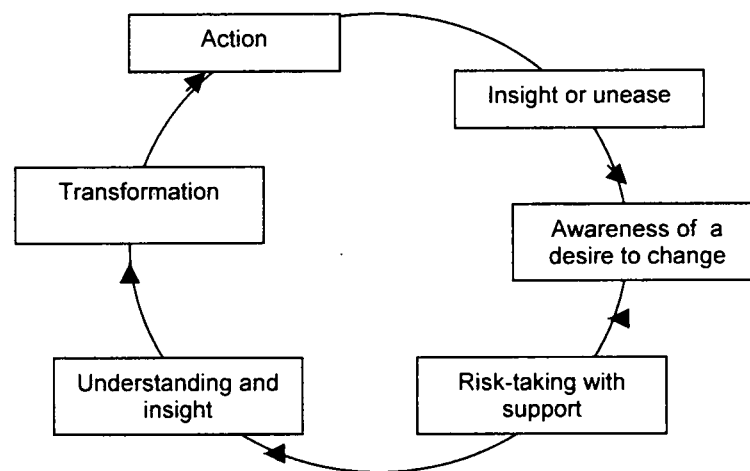 Action
Insight or unease
Awareness of a
desire to change
Risk-taking with
support
Understanding and
insight
Transformation